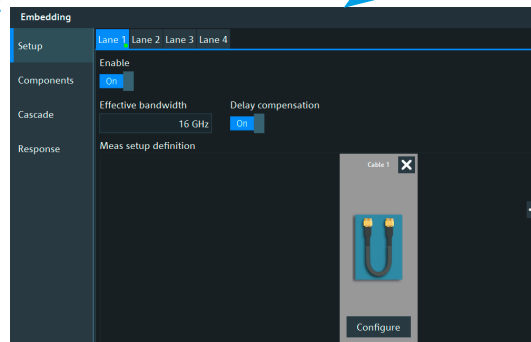 Embedding
Setup
Components
Cascade
Response
Lane 1 Lane 2 Lane 3 Lane 4
Enable
On
Effective bandwidth Delay compensation
16 GHz On
Meas setup definition
Cable 1
Configure